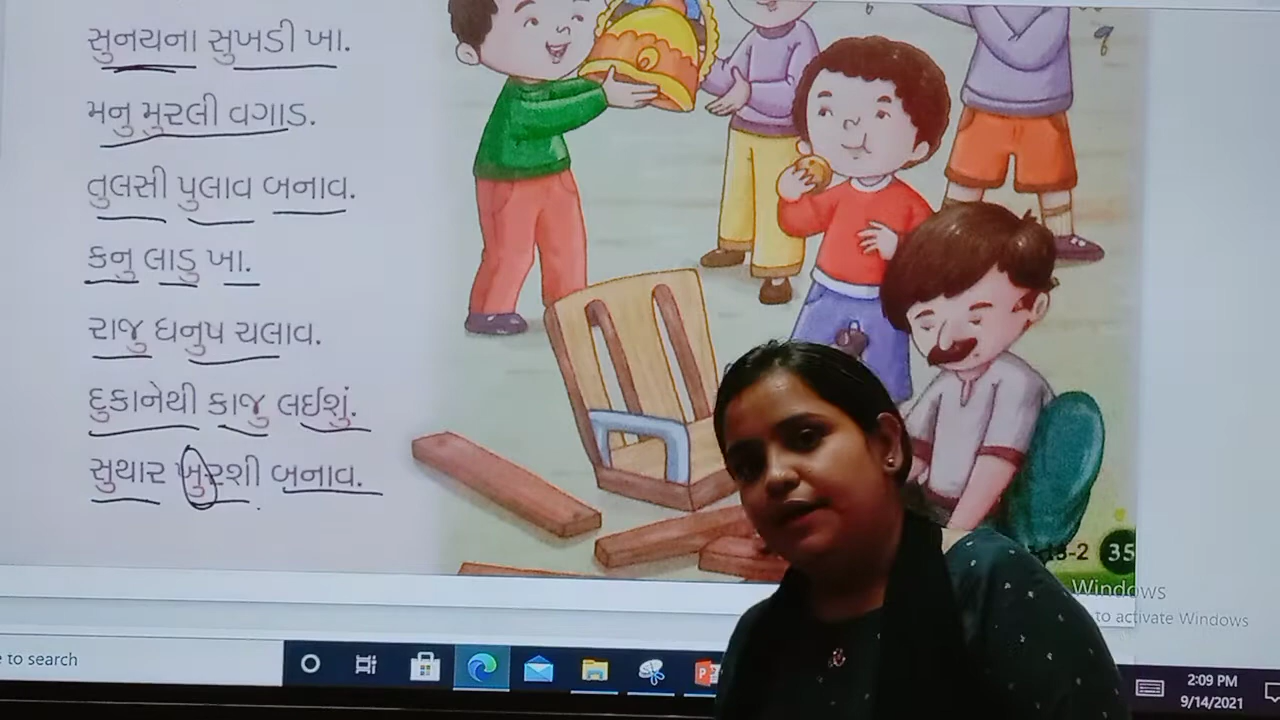 સુનયના સુખડી ખા.
મનુ મુરલી વગાડ.
તુલસી પુલાવ બનાવ.
કનુ લાડુ ખા.
રાજુ ધનુષ ચલાવ.
દુકાનેથી કાજુ લઈશું.
સુથાર ખુરશી બનાવ.
-2 35
Windows
to activate Windows
to search
2:09 PM
9/14/2021